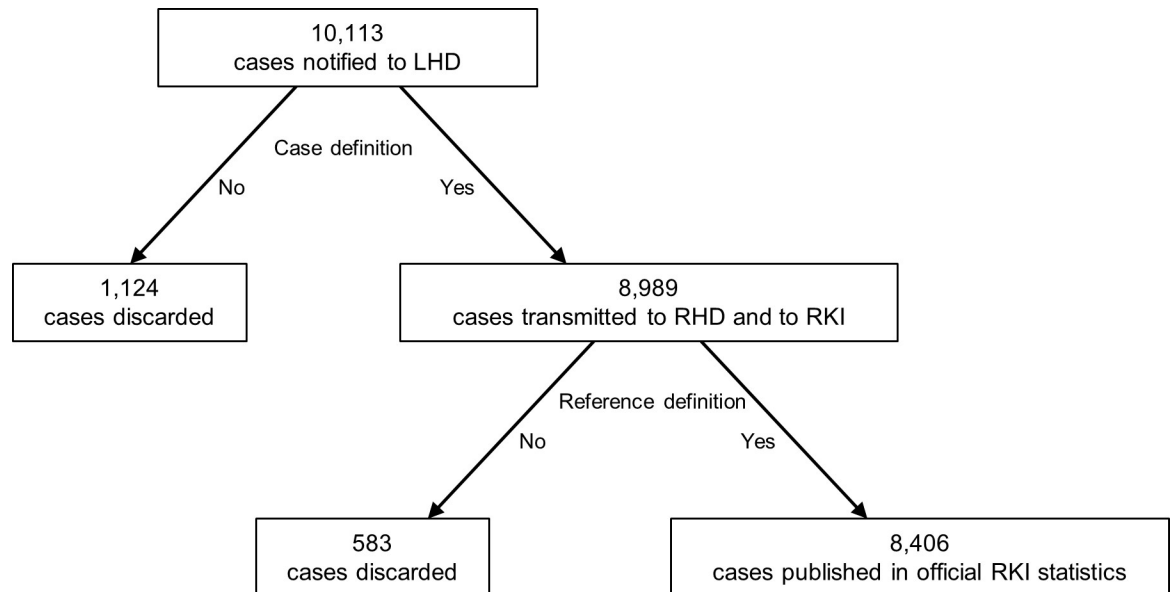 10,113
cases notified to LHD
Case definition
No
Yes
1,124
cases discarded
8,989
cases transmitted to RHD and to RKI
Reference definition
No
Yes
583
cases discarded
8,406
cases published in official RKI statistics